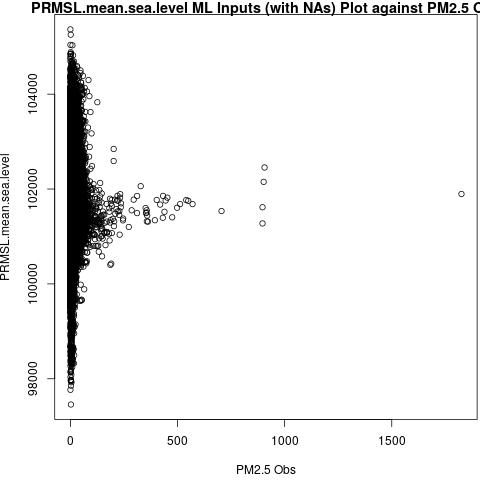 PRMSL.mean.sea.level ML Inputs (with NAs) Plot against PM2.5 O
PRMSL.mean.sea.level
104000
102000
100000
98000
0 500 1000 1500
PM2.5 Obs